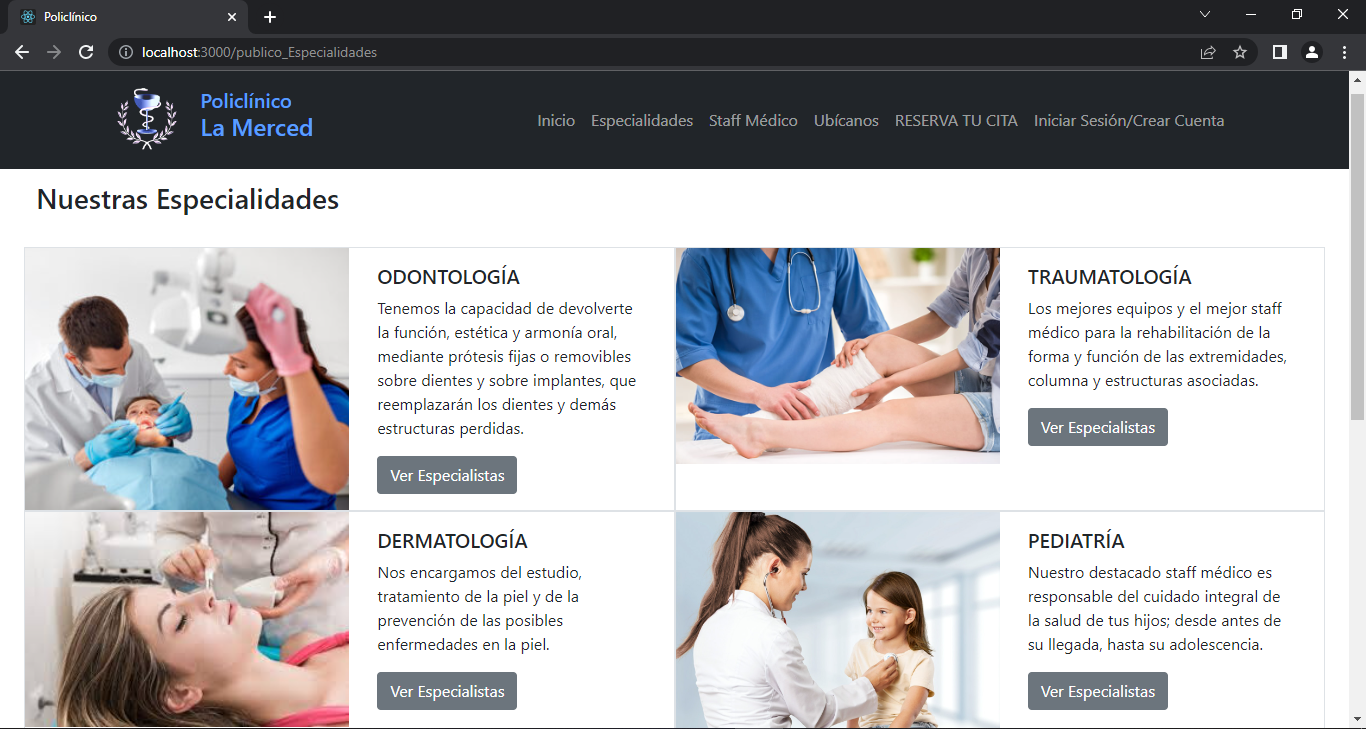 Policlínico
localhost:3000/publico_Especialidades
Policlínico
La Merced
Inicio Especialidades Staff Médico Ubícanos RESERVA TU CITA Iniciar Sesión/Crear Cuenta
Nuestras Especialidades
ODONTOLOGÍA
Tenemos la capacidad de devolverte
la función, estética y armonía oral,
mediante prótesis fijas o removibles
sobre dientes y sobre implantes, que
reemplazarán los dientes y demás
estructuras perdidas.
Ver Especialistas
TRAUMATOLOGÍA
Los mejores equipos y el mejor staff
médico para la rehabilitación de la
forma y función de las extremidades,
columna y estructuras asociadas.
Ver Especialistas
DERMATOLOGÍA
Nos encargamos del estudio,
tratamiento de la piel y de la
prevención de las posibles
enfermedades en la piel.
Ver Especialistas
PEDIATRÍA
Nuestro destacado staff médico es
responsable del cuidado integral de
la salud de tus hijos; desde antes de
su llegada, hasta su adolescencia.
Ver Especialistas